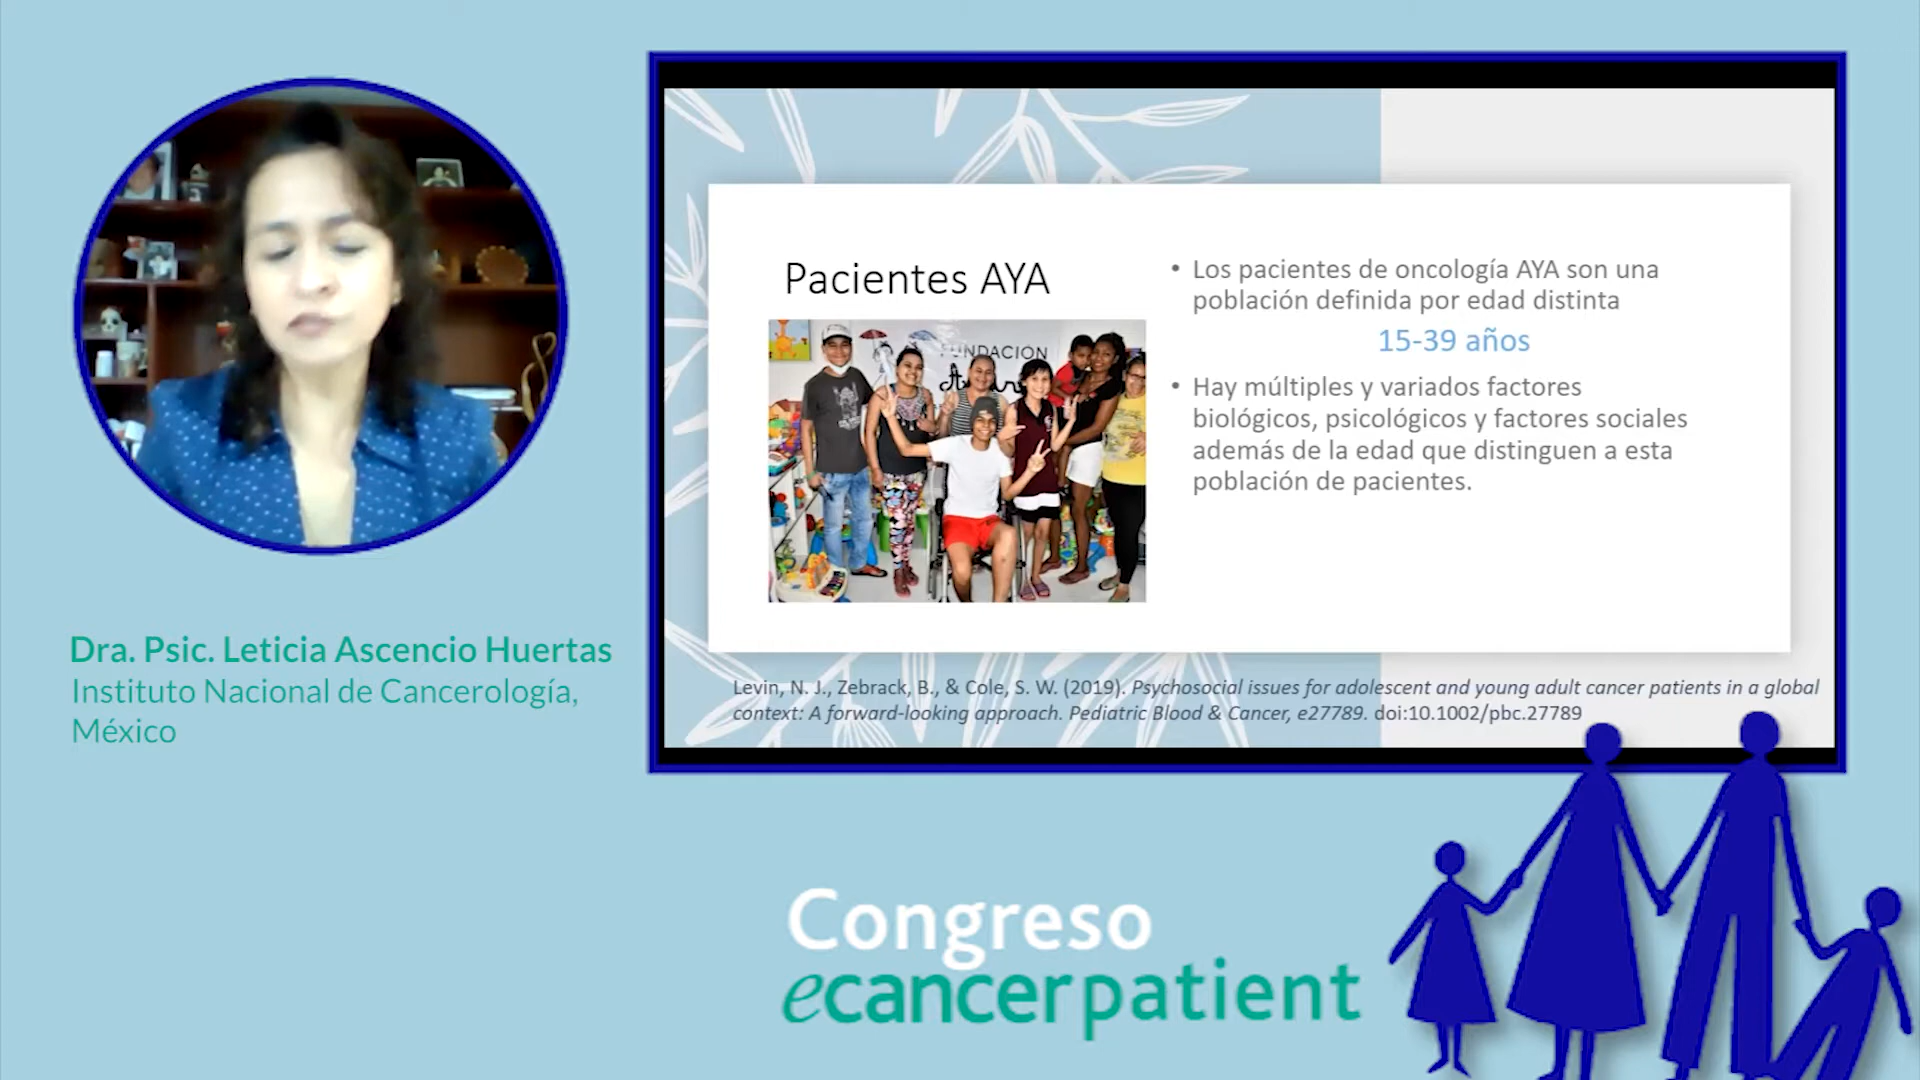 Dra. Psic. Leticia Ascencio Huertas
Instituto Nacional de Cancerología,
México
Pacientes AYA
FUNDACIÓN
• Los pacientes de oncología AYA son una
población definida por edad distinta
15-39 años
• Hay múltiples y variados factores
biológicos, psicológicos y factores sociales
además de la edad que distinguen a esta
población de pacientes.
Levin, N. J., Zebrack, B., & Cole, S. W. (2019). Psychosocial issues for adolescent and young adult cancer patients in a global
context: A forward-looking approach. Pediatric Blood & Cancer, e27789. doi:10.1002/pbc.27789
Congreso
ecancerpatient